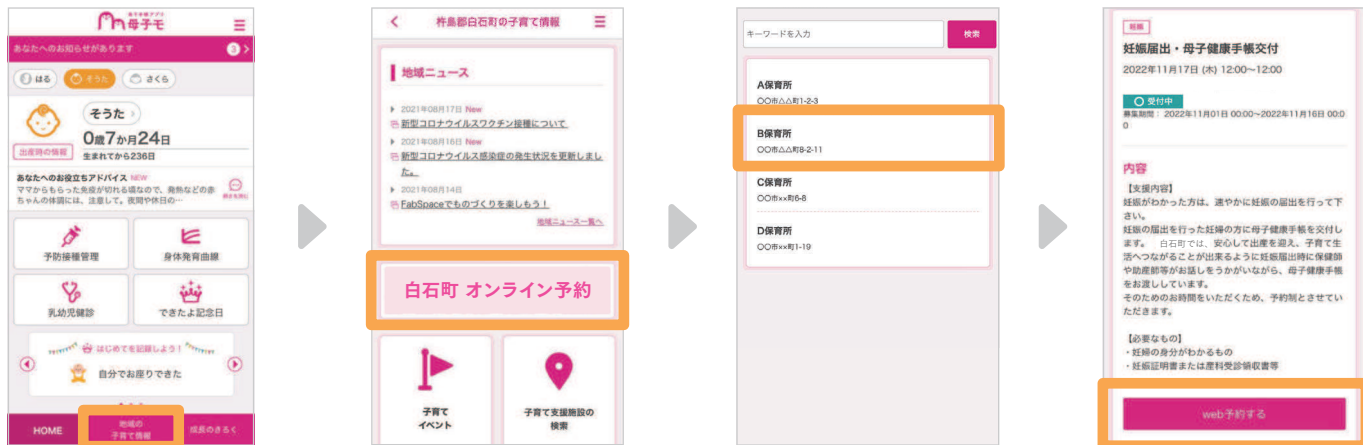 母子手帳アプリ
母子モ
あなたへのお知らせがあります
3
はる
そうた
さくら
そうた
0歳7か月24日
出産時の情報
生まれてから236日
あなたへのお役立ちアドバイス NEW
ママからもらった免疫が切れる頃なので、発熱などの赤
ちゃんの体調には、注意して。夜間や休日の…
続きを読む
予防接種管理
身体発育曲線
乳幼児健診
できたよ記念日
はじめてを記録しよう!
自分でお座りできた
HOME
地域の
子育て情報
成長のきろく
杵島郡白石町の子育て情報
地域ニュース
2021年08月17日 New
新型コロナウイルスワクチン接種について
2021年08月16日 New
新型コロナウイルス感染症の発生状況を更新しまし
た。
2021年08月14日
FabSpaceでものづくりを楽しもう!
地域ニュース一覧へ
白石町 オンライン予約
子育て
イベント
子育て支援施設の
検索
キーワードを入力
検索
A保育所
〇〇市△△町1-2-3
B保育所
〇〇市△△町8-2-11
C保育所
〇〇市××町6-8
D保育所
〇〇市××町1-19
妊娠
妊娠届出・母子健康手帳交付
2022年11月17日 (木) 12:00~12:00
受付中
募集期間: 2022年11月01日 00:00~2022年11月16日 00:0
0
内容
【支援内容】
妊娠がわかった方は、速やかに妊娠の届出を行って下
さい。
妊娠の届出を行った妊婦の方に母子健康手帳を交付し
ます。 白石町では、安心して出産を迎え、子育て生
活へつながることが出来るように妊娠届出時に保健師
や助産師等がお話しをうかがいながら、母子健康手帳
をお渡ししています。
そのためのお時間をいただくため、予約制とさせてい
ただきます。
【必要なもの】
・妊婦の身分がわかるもの
・妊娠証明書または産科受診領収書等
web予約する